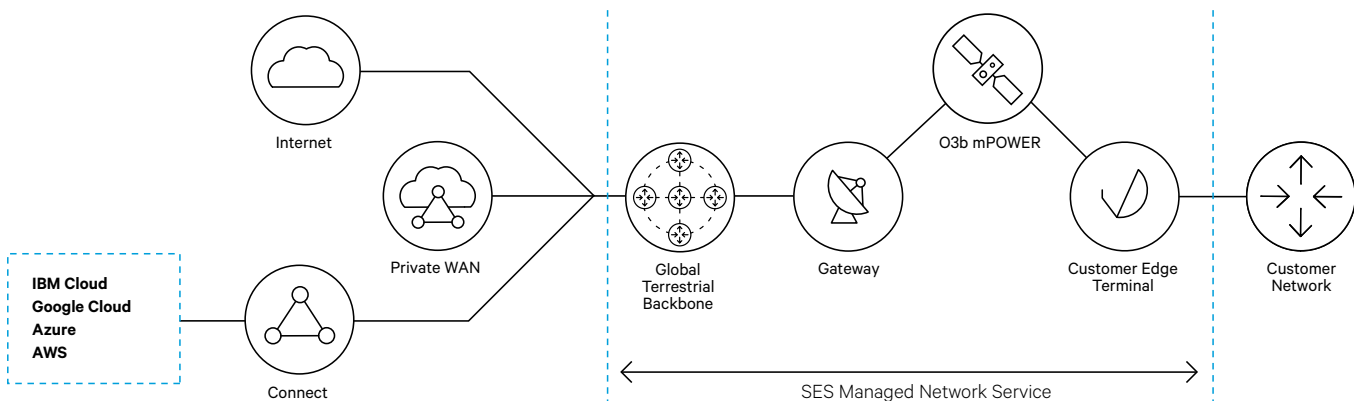 Internet
Private WAN
IBM Cloud
Google Cloud
Azure
AWS
Connect
Global
Terrestrial
Backbone
Gateway
O3b mPOWER
Customer Edge
Terminal
Customer
Network
SES Managed Network Service